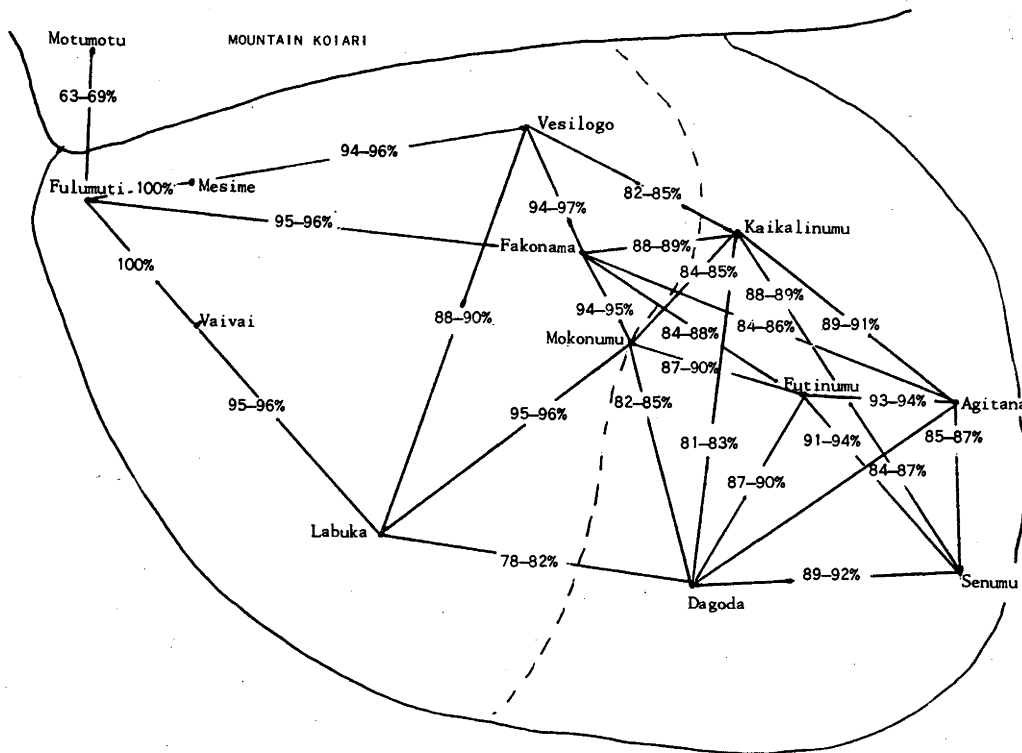 Motumotu
MOUNTAIN KOIARI
63–69%
Vesilogo
94–96%
Fulumuti
100%
Mesime
82–85%
94–97%
95–96%
Kaikalinumu
Fakonama
88–89%
100%
84–85%
88–89%
94–95%
Vaivai
88–90%
84–88%
84–86%
89–91%
Mokonumu
87–90%
Futinumu
82–85%
93–94%
Agitana
95–96%
95–96%
81–83%
91–94%
85–87%
84–87%
87–90%
Labuka
78–82%
89–92%
Senumu
Dagoda